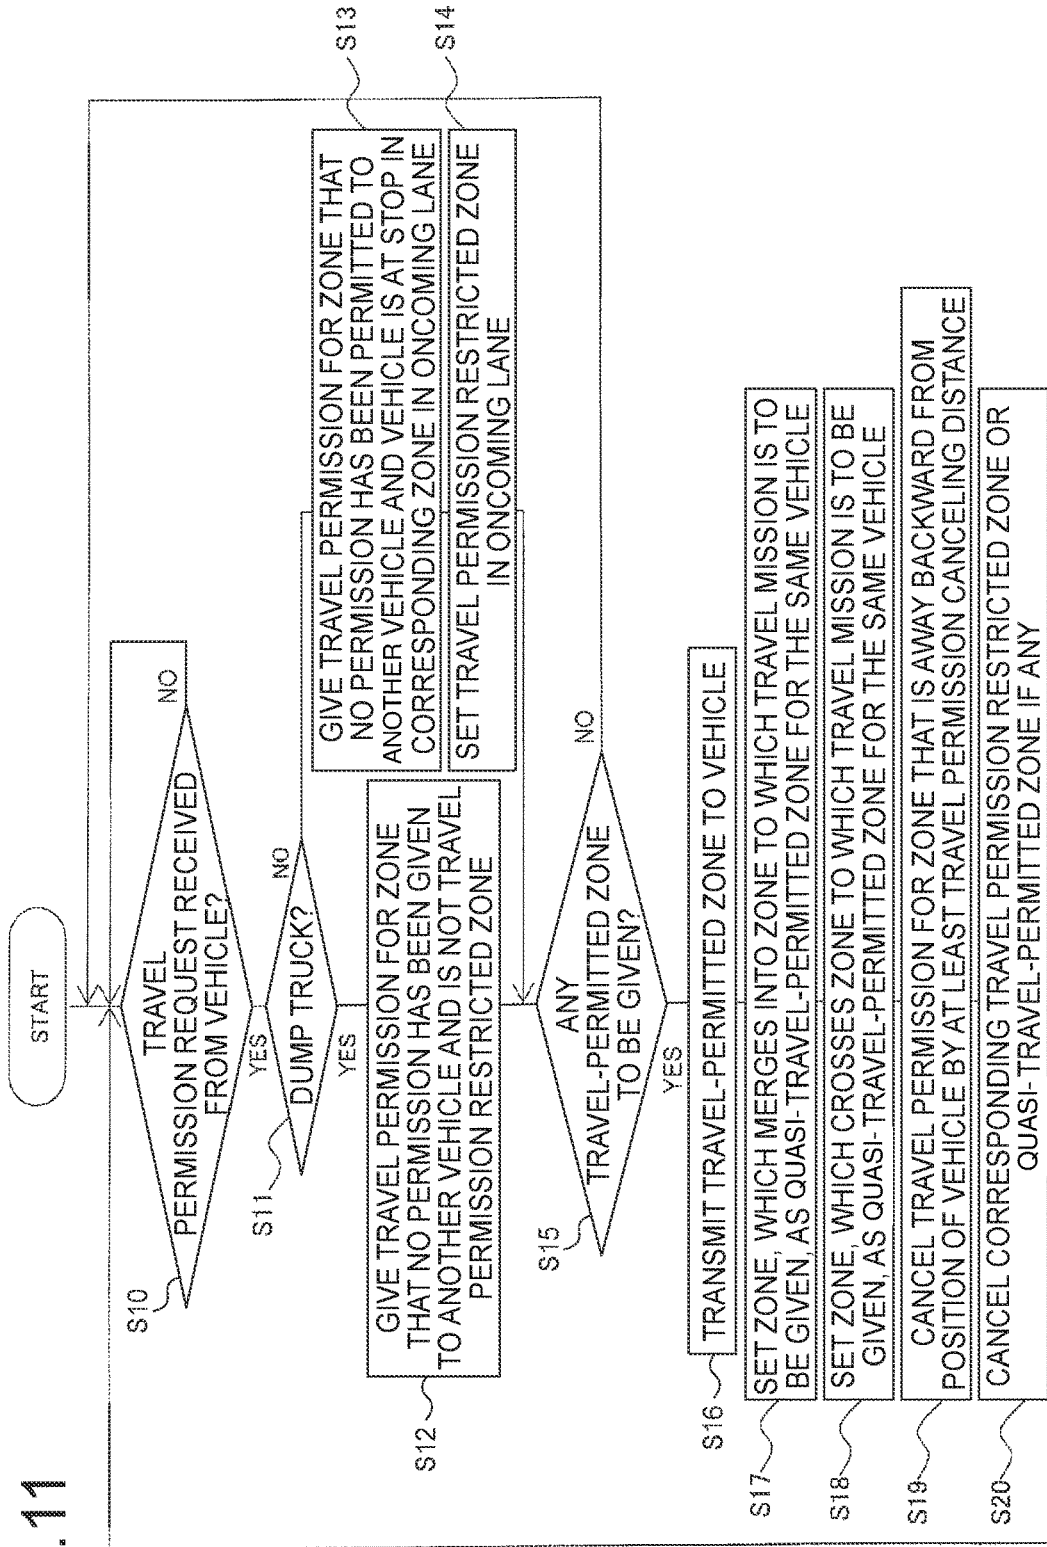 .11
START
TRAVEL
PERMISSION REQUEST RECEIVED
FROM VEHICLE?
S10
NO
YES
DUMP TRUCK?
S11
NO
YES
GIVE TRAVEL PERMISSION FOR ZONE
THAT NO PERMISSION HAS BEEN GIVEN
TO ANOTHER VEHICLE AND IS NOT TRAVEL
PERMISSION RESTRICTED ZONE
S12
GIVE TRAVEL PERMISSION FOR ZONE THAT
NO PERMISSION HAS BEEN PERMITTED TO
ANOTHER VEHICLE AND VEHICLE IS AT STOP IN
CORRESPONDING ZONE IN ONCOMING LANE
S13
SET TRAVEL PERMISSION RESTRICTED ZONE
IN ONCOMING LANE
S14
ANY
TRAVEL-PERMITTED ZONE
TO BE GIVEN?
S15
NO
YES
TRANSMIT TRAVEL-PERMITTED ZONE TO VEHICLE
S16
SET ZONE, WHICH MERGES INTO ZONE TO WHICH TRAVEL MISSION IS TO
BE GIVEN, AS QUASI-TRAVEL-PERMITTED ZONE FOR THE SAME VEHICLE
S17
SET ZONE, WHICH CROSSES ZONE TO WHICH TRAVEL MISSION IS TO BE
GIVEN, AS QUASI-TRAVEL-PERMITTED ZONE FOR THE SAME VEHICLE
S18
CANCEL TRAVEL PERMISSION FOR ZONE THAT IS AWAY BACKWARD FROM
POSITION OF VEHICLE BY AT LEAST TRAVEL PERMISSION CANCELING DISTANCE
S19
CANCEL CORRESPONDING TRAVEL PERMISSION RESTRICTED ZONE OR
QUASI-TRAVEL-PERMITTED ZONE IF ANY
S20